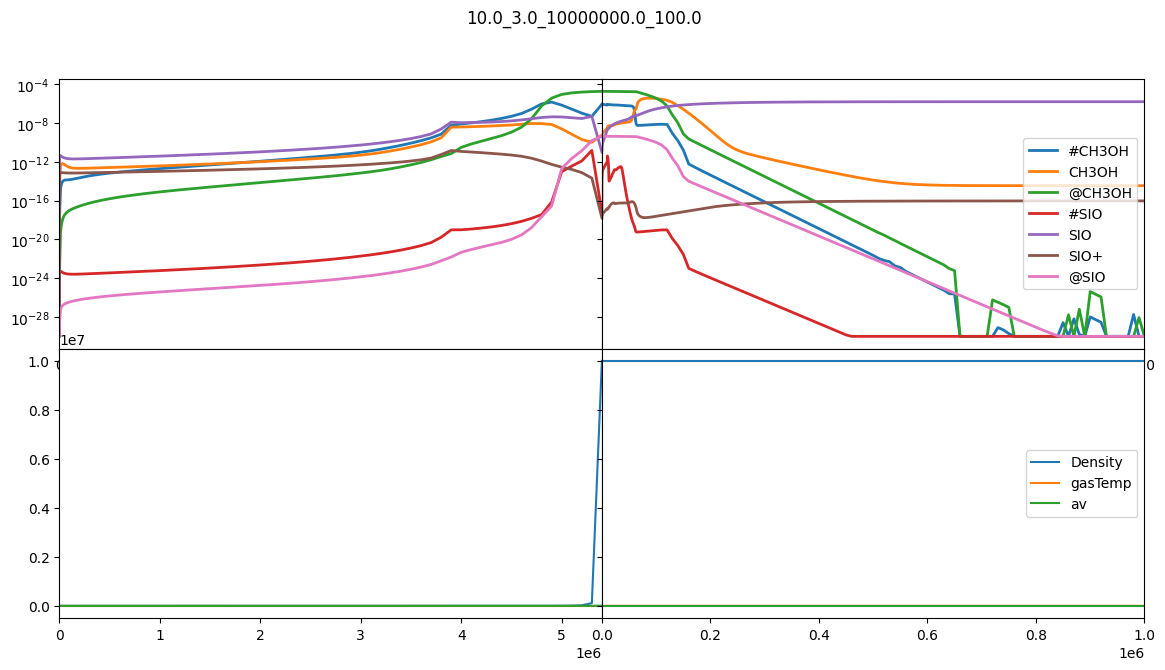 10.0_3.0_10000000.0_100.0
10⁻⁴
10⁻⁸
10⁻¹²
10⁻¹⁶
10⁻²⁰
10⁻²⁴
10⁻²⁸
#CH3OH
CH3OH
@CH3OH
#SIO
SIO
SIO+
@SIO
1e7
0
0
1.0
0.8
0.6
0.4
0.2
0.0
Density
gasTemp
av
0 1 2 3 4 5 0.0 0.2 0.4 0.6 0.8 1.0
1e6 1e6